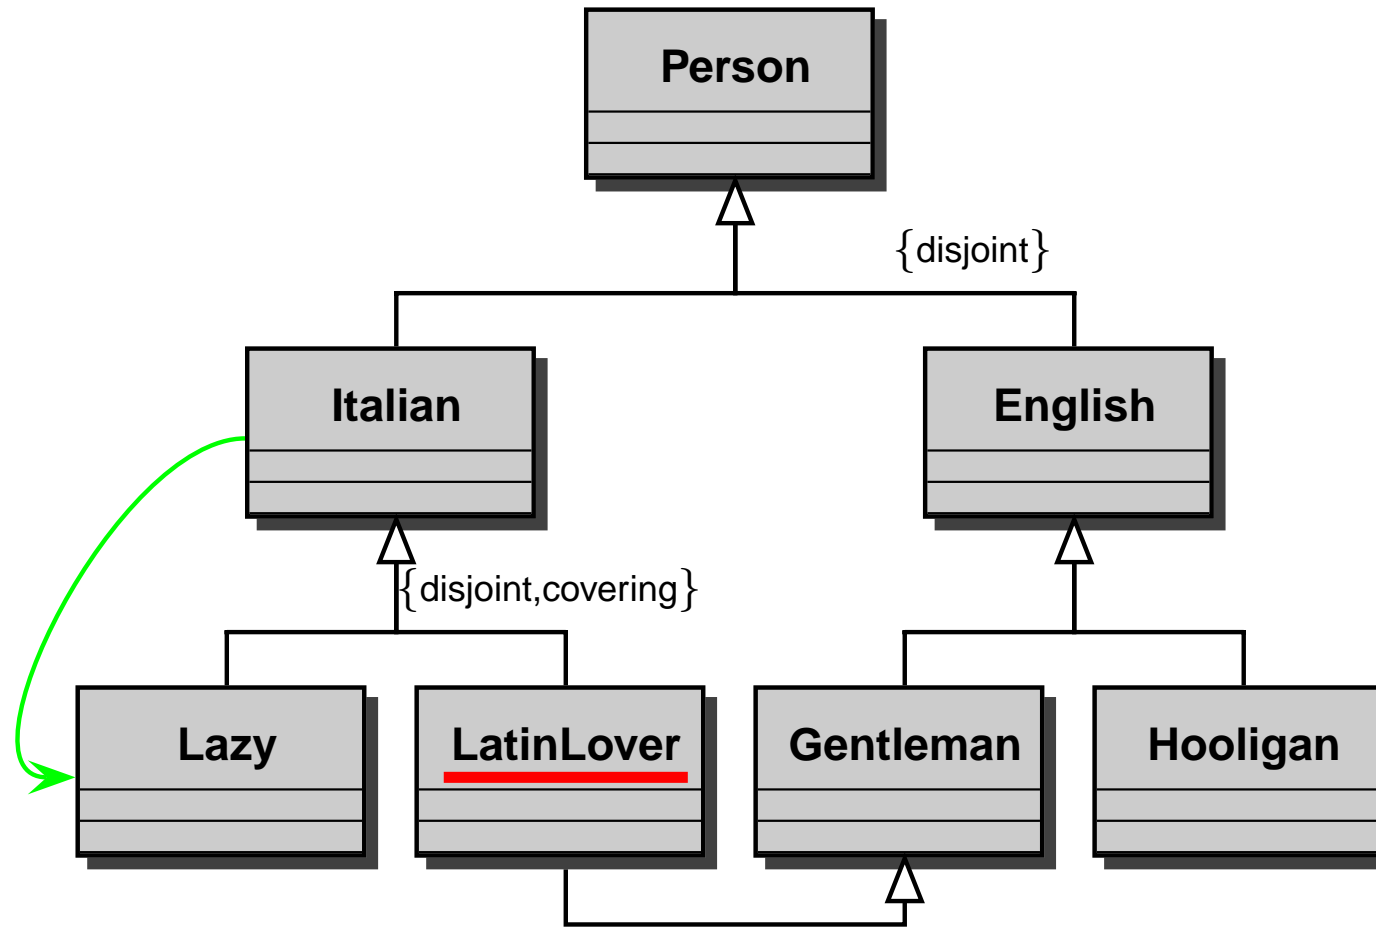 Person
{disjoint}
Italian
English
{disjoint,covering}
Lazy
LatinLover
Gentleman
Hooligan